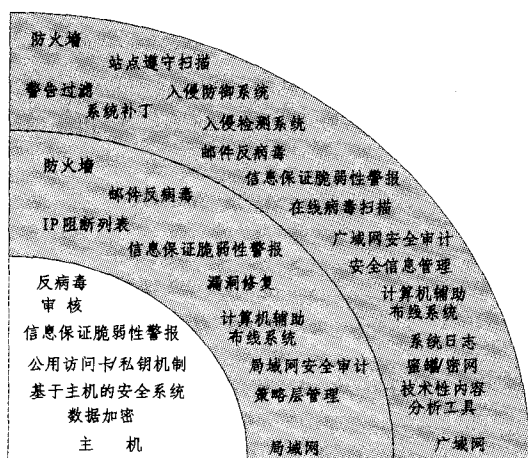 防火墙
站点遵守扫描
警告过滤
入侵防御系统
系统补丁
入侵检测系统
邮件反病毒
信息保证脆弱性警报
在线病毒扫描
广域网安全审计
安全信息管理
计算机辅助
布线系统
系统日志
蜜罐/密网
技术性内容
分析工具
广域网
防火墙
邮件反病毒
IP阻断列表
信息保证脆弱性警报
漏洞修复
计算机辅助
布线系统
局域网安全审计
策略层管理
局域网
反病毒
审核
信息保证脆弱性警报
公用访问卡/私钥机制
基于主机的安全系统
数据加密
主 机